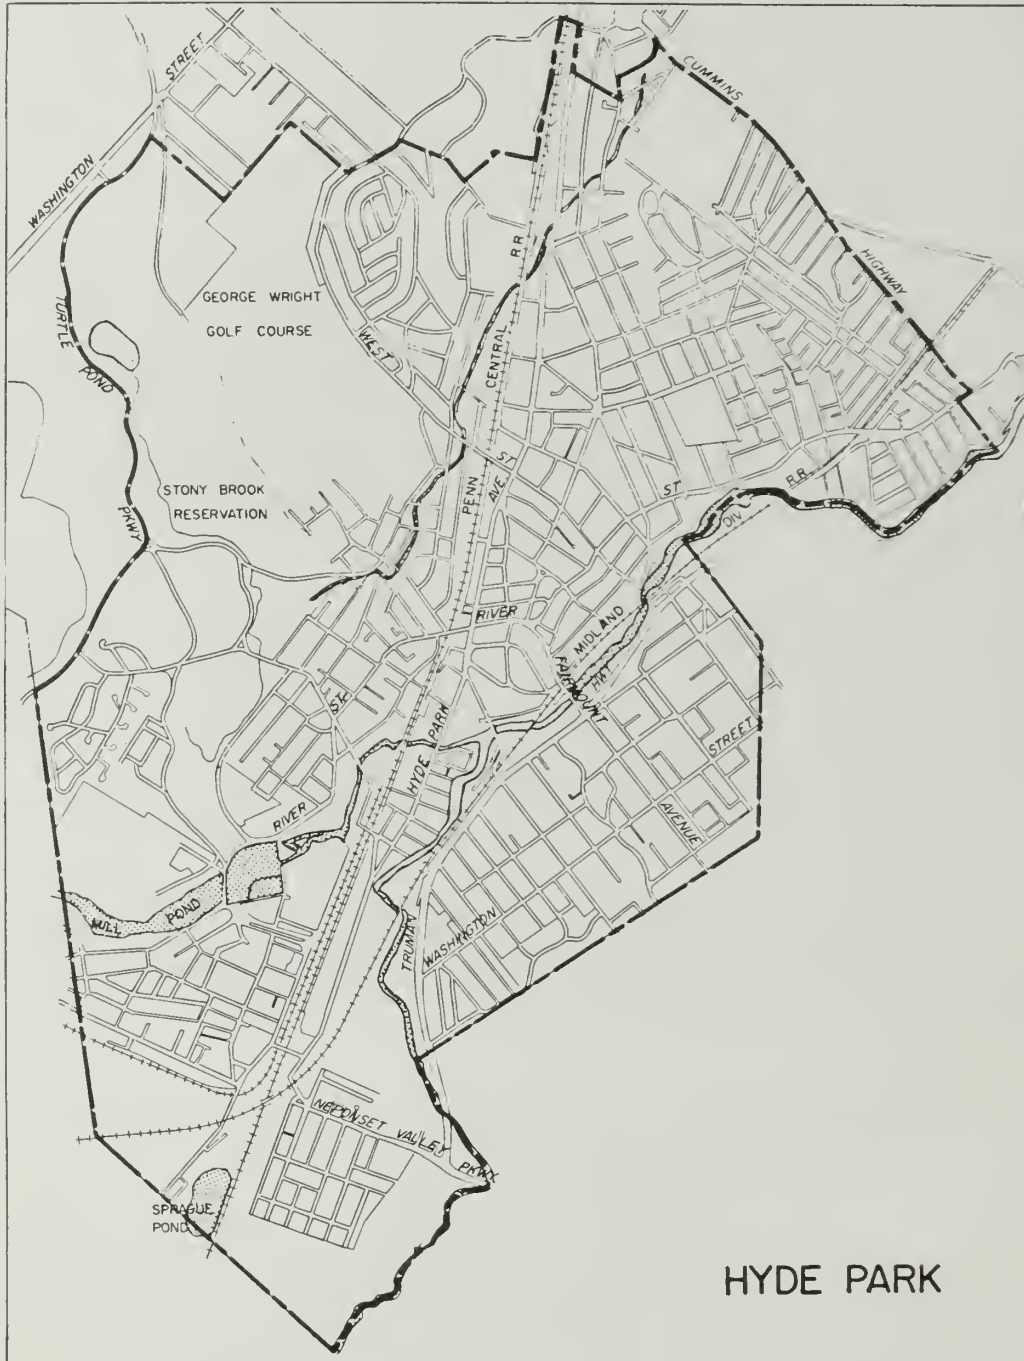 STREET
WASHINGTON
CUMMINS
HIGHWAY
TURTLE
POND
PKWY
GEORGE WRIGHT
GOLF COURSE
WEST
ST
R R
CENTRAL
PENN
AVE.
STONY BROOK
RESERVATION
ST
R.R.
DIV.
MIDLAND
RIVER
FAIRMOUNT
HWY
ST.
HYDE PARK
STREET
AVENUE
RIVER
MILL
POND
TRUMAN
WASHINGTON
NEPONSET VALLEY
PKWY.
SPRAGUE
POND
HYDE PARK